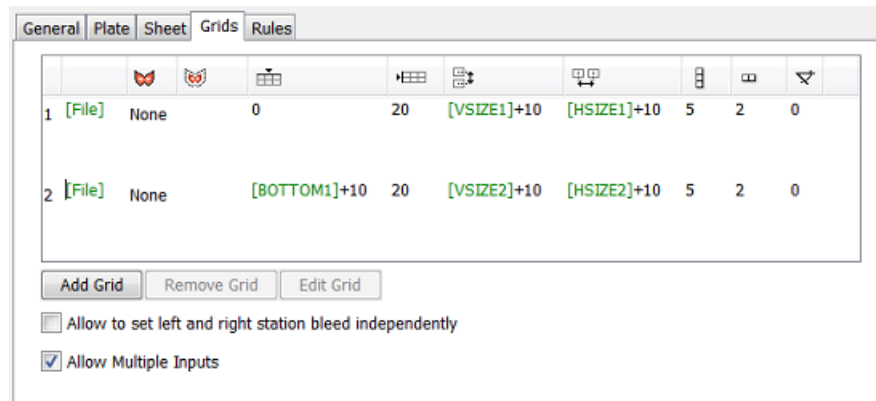 General Plate Sheet Grids Rules
1 [File] None 0 20 [VSIZE1]+10 [HSIZE1]+10 5 2 0
2 [File] None [BOTTOM1]+10 20 [VSIZE2]+10 [HSIZE2]+10 5 2 0
Add Grid Remove Grid Edit Grid
Allow to set left and right station bleed independently
Allow Multiple Inputs